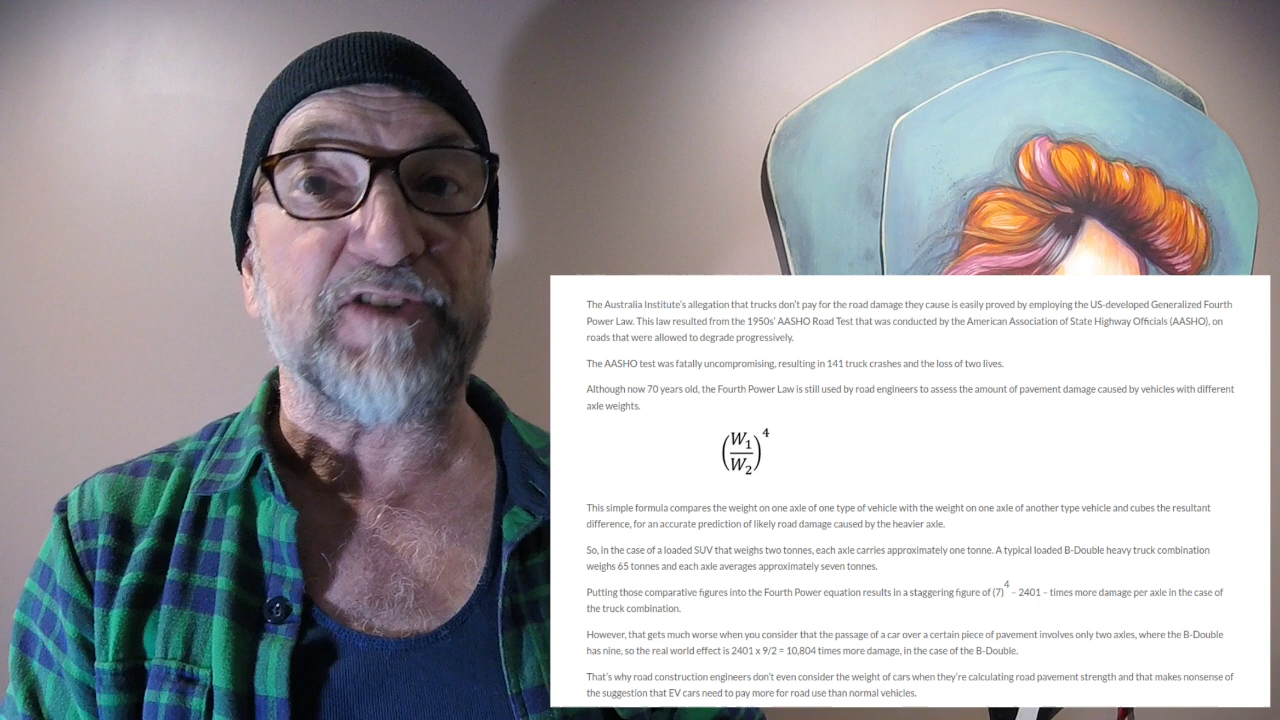 The Australia Institute's allegation that trucks don't pay for the road damage they cause is easily proved by employing the US-developed Generalized Fourth
Power Law. This law resulted from the 1950s' AASHO Road Test that was conducted by the American Association of State Highway Officials (AASHO), on
roads that were allowed to degrade progressively.
The AASHO test was fatally uncompromising, resulting in 141 truck crashes and the loss of two lives.
Although now 70 years old, the Fourth Power Law is still used by road engineers to assess the amount of pavement damage caused by vehicles with different
axle weights.
(W₁/W₂)⁴
This simple formula compares the weight on one axle of one type of vehicle with the weight on one axle of another type vehicle and cubes the resultant
difference, for an accurate prediction of likely road damage caused by the heavier axle.
So, in the case of a loaded SUV that weighs two tonnes, each axle carries approximately one tonne. A typical loaded B-Double heavy truck combination
weighs 65 tonnes and each axle averages approximately seven tonnes.
Putting those comparative figures into the Fourth Power equation results in a staggering figure of (7)⁴ – 2401 – times more damage per axle in the case of
the truck combination.
However, that gets much worse when you consider that the passage of a car over a certain piece of pavement involves only two axles, where the B-Double
has nine, so the real world effect is 2401 x 9/2 = 10,804 times more damage, in the case of the B-Double.
That's why road construction engineers don't even consider the weight of cars when they're calculating road pavement strength and that makes nonsense of
the suggestion that EV cars need to pay more for road use than normal vehicles.